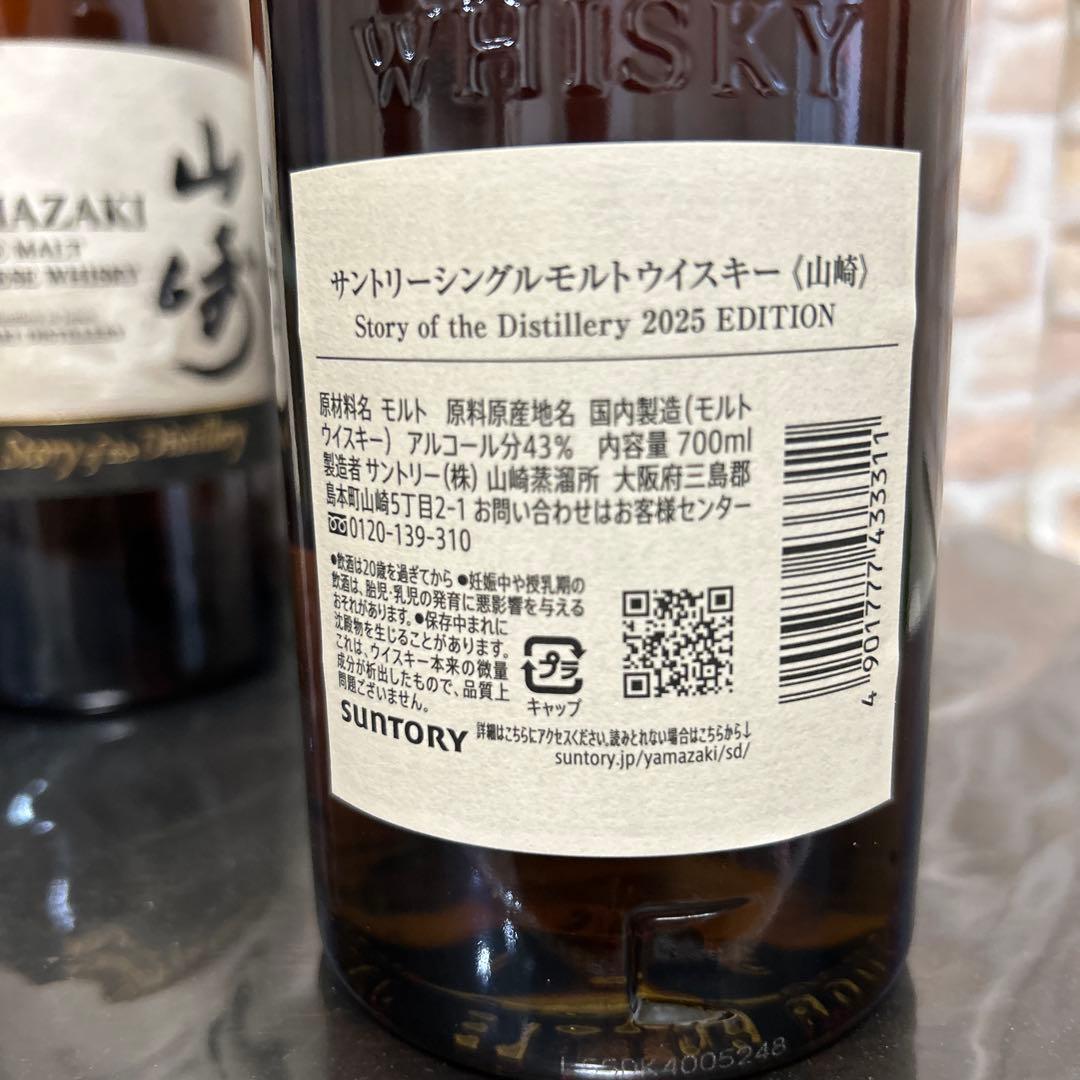 WHISKY
山崎
MALT
WHISKY
Story of the Distillery
サントリーシングルモルトウイスキー《山崎》
Story of the Distillery 2025 EDITION
原材料名 モルト 原料原産地名 国内製造(モルト
ウイスキー) アルコール分43% 内容量 700ml
製造者 サントリー(株) 山崎蒸溜所 大阪府三島郡
島本町山崎5丁目2-1 お問い合わせはお客様センター
0120-139-310
●飲酒は20歳を過ぎてから ●妊娠中や授乳期の
飲酒は、胎児・乳児の発育に悪影響を与える
おそれがあります。●保存中まれに
沈殿物を生じることがあります。
これは、ウイスキー本来の微量
成分が析出したもので、品質上
問題ございません。
プラ
キャップ
SUNTORY
詳細はこちらにアクセスください。読みとれない場合はこちらから↓
suntory.jp/yamazaki/sd/
4901777433311